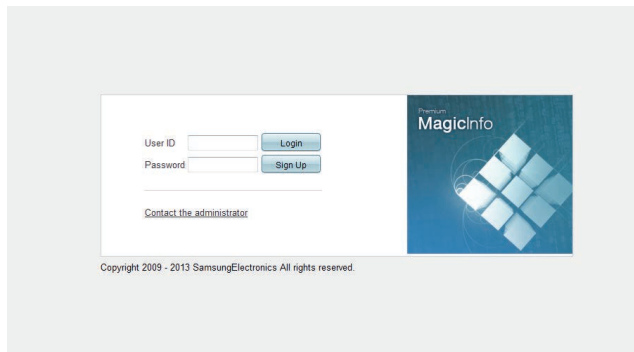 Premium
MagicInfo
User ID
Login
Password
Sign Up
Contact the administrator
Copyright 2009 - 2013 SamsungElectronics All rights reserved.